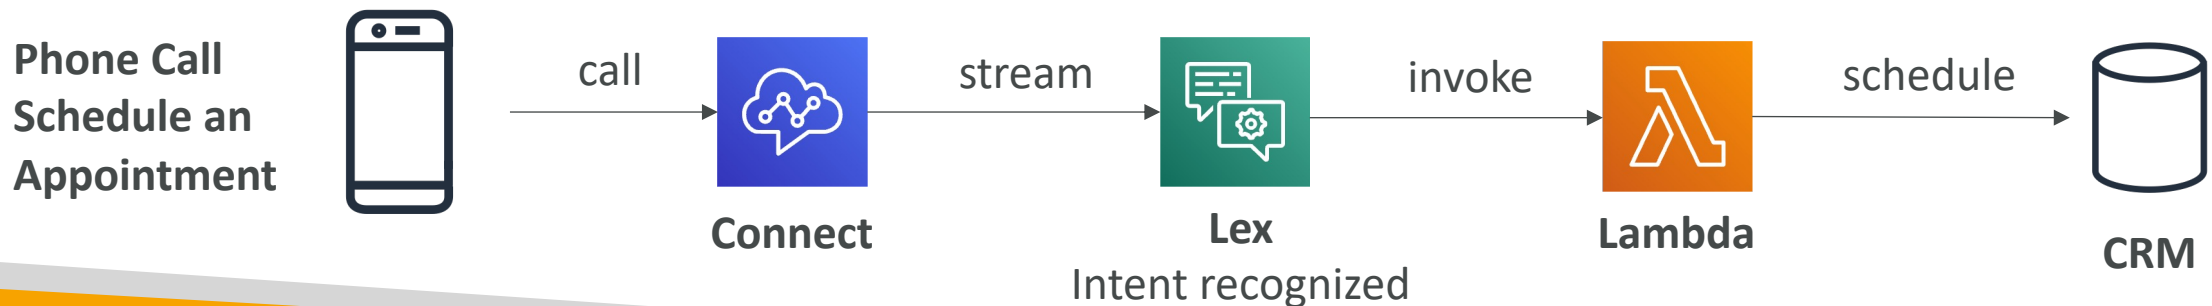 Phone Call
Schedule an
Appointment
call
stream
invoke
schedule
Connect
Lex
Intent recognized
Lambda
CRM